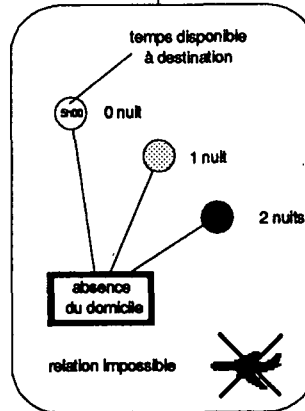 temps disponible
à destination
5h00
0 nuit
1 nuit
2 nuits
absence
du domicile
relation impossible